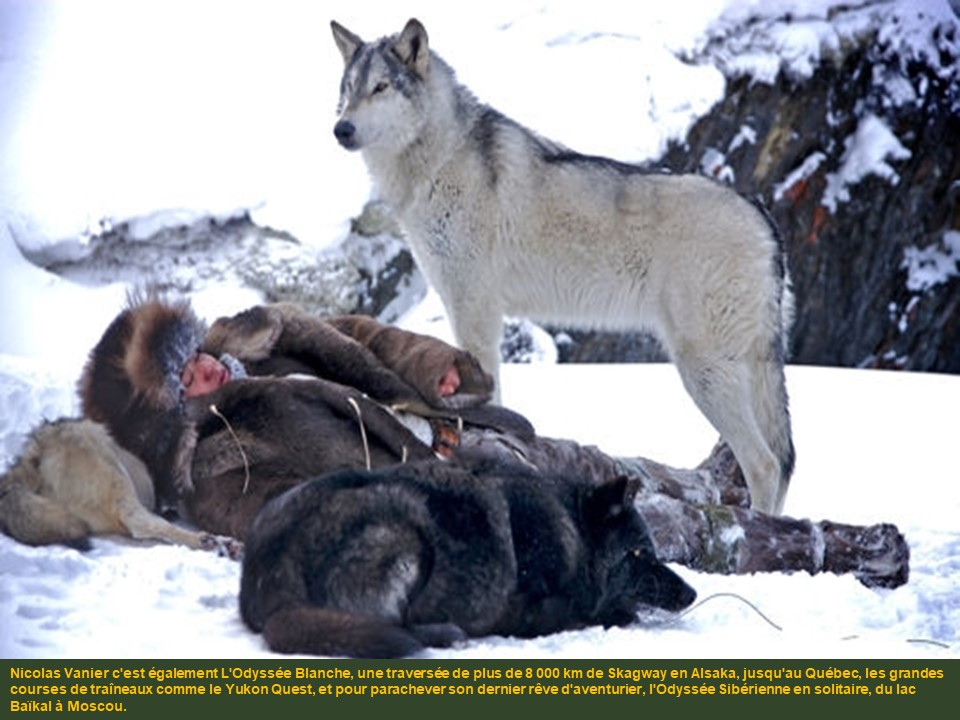 Nicolas Vanier c'est également L'Odyssée Blanche, une traversée de plus de 8 000 km de Skagway en Alsaka, jusqu'au Québec, les grandes
courses de traîneaux comme le Yukon Quest, et pour parachever son dernier rêve d'aventurier, l'Odyssée Sibérienne en solitaire, du lac
Baïkal à Moscou.